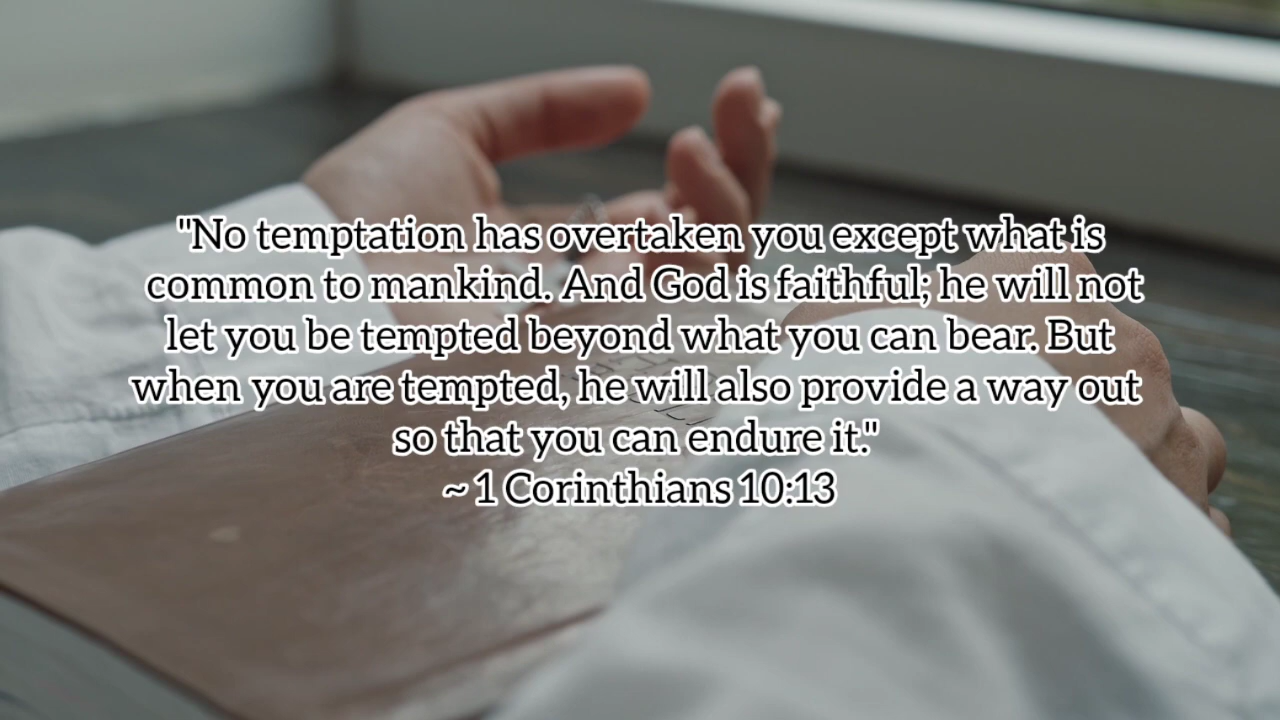 "No temptation has overtaken you except what is
common to mankind. And God is faithful; he will not
let you be tempted beyond what you can bear. But
when you are tempted, he will also provide a way out
so that you can endure it."
~ 1 Corinthians 10:13